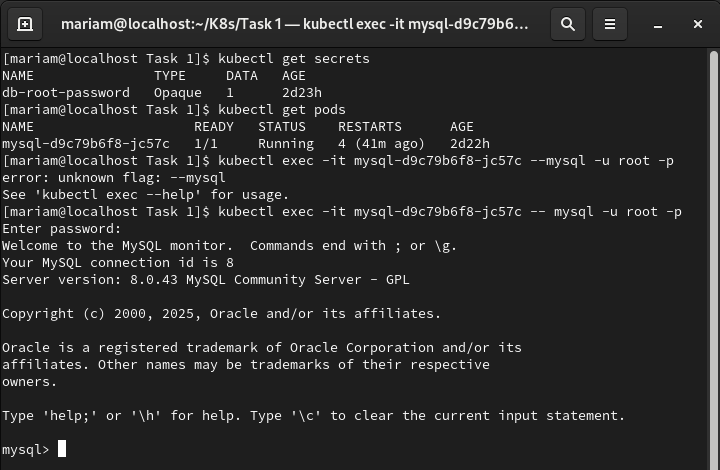 mariam@localhost:~/K8s/Task 1 — kubectl exec -it mysql-d9c79b6...
[mariam@localhost Task 1]$ kubectl get secrets
NAME               TYPE     DATA   AGE
db-root-password   Opaque   1      2d23h
[mariam@localhost Task 1]$ kubectl get pods
NAME                    READY   STATUS    RESTARTS      AGE
mysql-d9c79b6f8-jc57c   1/1     Running   4 (41m ago)   2d22h
[mariam@localhost Task 1]$ kubectl exec -it mysql-d9c79b6f8-jc57c --mysql -u root -p
error: unknown flag: --mysql
See 'kubectl exec --help' for usage.
[mariam@localhost Task 1]$ kubectl exec -it mysql-d9c79b6f8-jc57c -- mysql -u root -p
Enter password:
Welcome to the MySQL monitor.  Commands end with ; or \g.
Your MySQL connection id is 8
Server version: 8.0.43 MySQL Community Server - GPL

Copyright (c) 2000, 2025, Oracle and/or its affiliates.

Oracle is a registered trademark of Oracle Corporation and/or its
affiliates. Other names may be trademarks of their respective
owners.

Type 'help;' or '\h' for help. Type '\c' to clear the current input statement.

mysql>